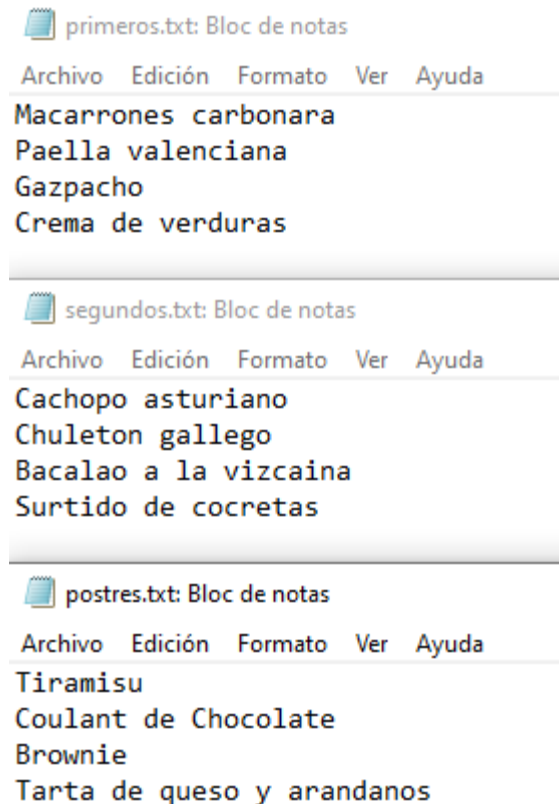 primeros.txt: Bloc de notas
Archivo Edición Formato Ver Ayuda
Macarrones carbonara
Paella valenciana
Gazpacho
Crema de verduras
segundos.txt: Bloc de notas
Archivo Edición Formato Ver Ayuda
Cachopo asturiano
Chuleton gallego
Bacalao a la vizcaina
Surtido de cocretas
postres.txt: Bloc de notas
Archivo Edición Formato Ver Ayuda
Tiramisu
Coulant de Chocolate
Brownie
Tarta de queso y arandanos